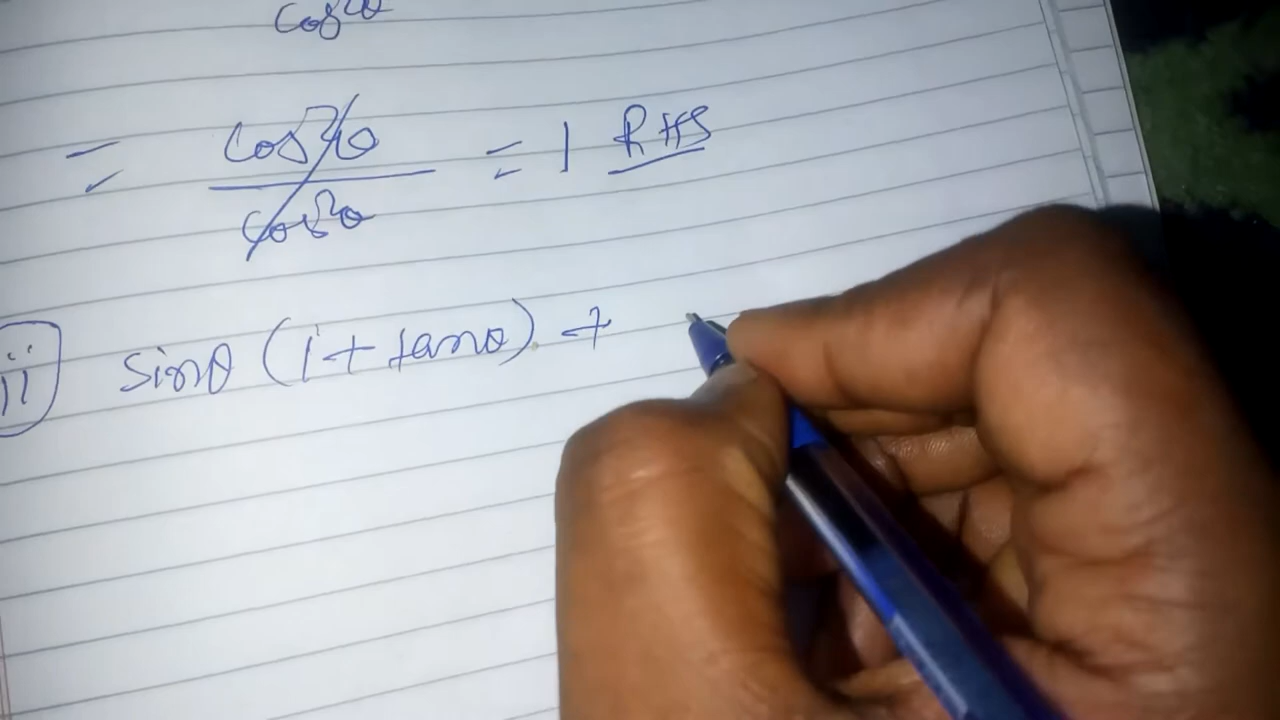 cos²θ
= cos²θ / cos²θ = 1 RHS
ii sinθ (1 + tanθ) +